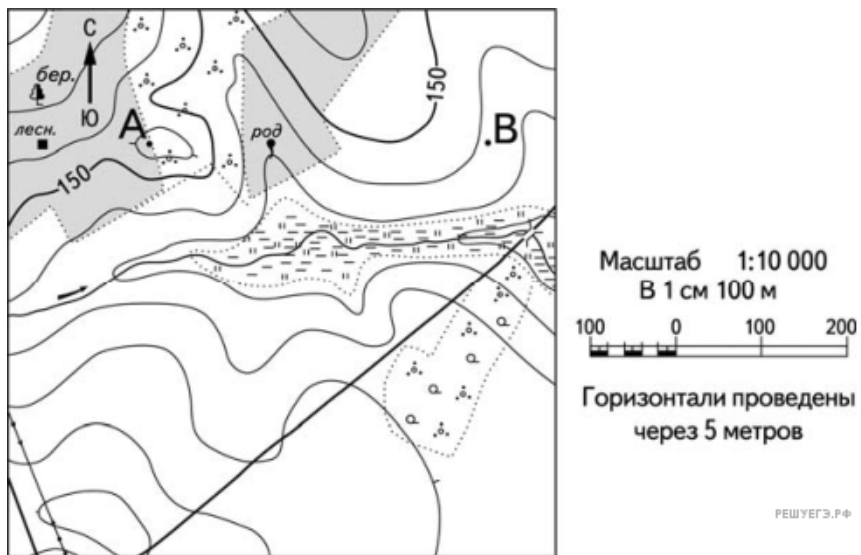 С
бер.
Ю
лесн.
А
род
150
В
150
Масштаб 1:10 000
В 1 см 100 м
100 0 100 200
Горизонтали проведены
через 5 метров
РЕШУЕГЭ.РФ